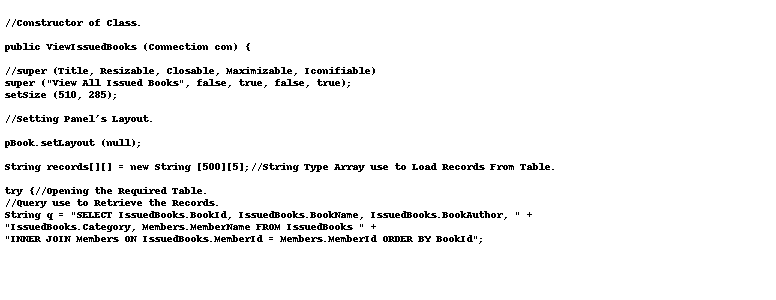 //Constructor of Class.
public ViewIssuedBooks (Connection con) {
//super (Title, Resizable, Closable, Maximizable, Iconifiable)
super ("View All Issued Books", false, true, false, true);
setSize (510, 285);
//Setting Panel's Layout.
pBook.setLayout (null);
String records[][] = new String [500][5];//String Type Array use to Load Records From Table.
try {//Opening the Required Table.
//Query use to Retrieve the Records.
String q = "SELECT IssuedBooks.BookId, IssuedBooks.BookName, IssuedBooks.BookAuthor, " +
"IssuedBooks.Category, Members.MemberName FROM IssuedBooks " +
"INNER JOIN Members ON IssuedBooks.MemberId = Members.MemberId ORDER BY BookId";